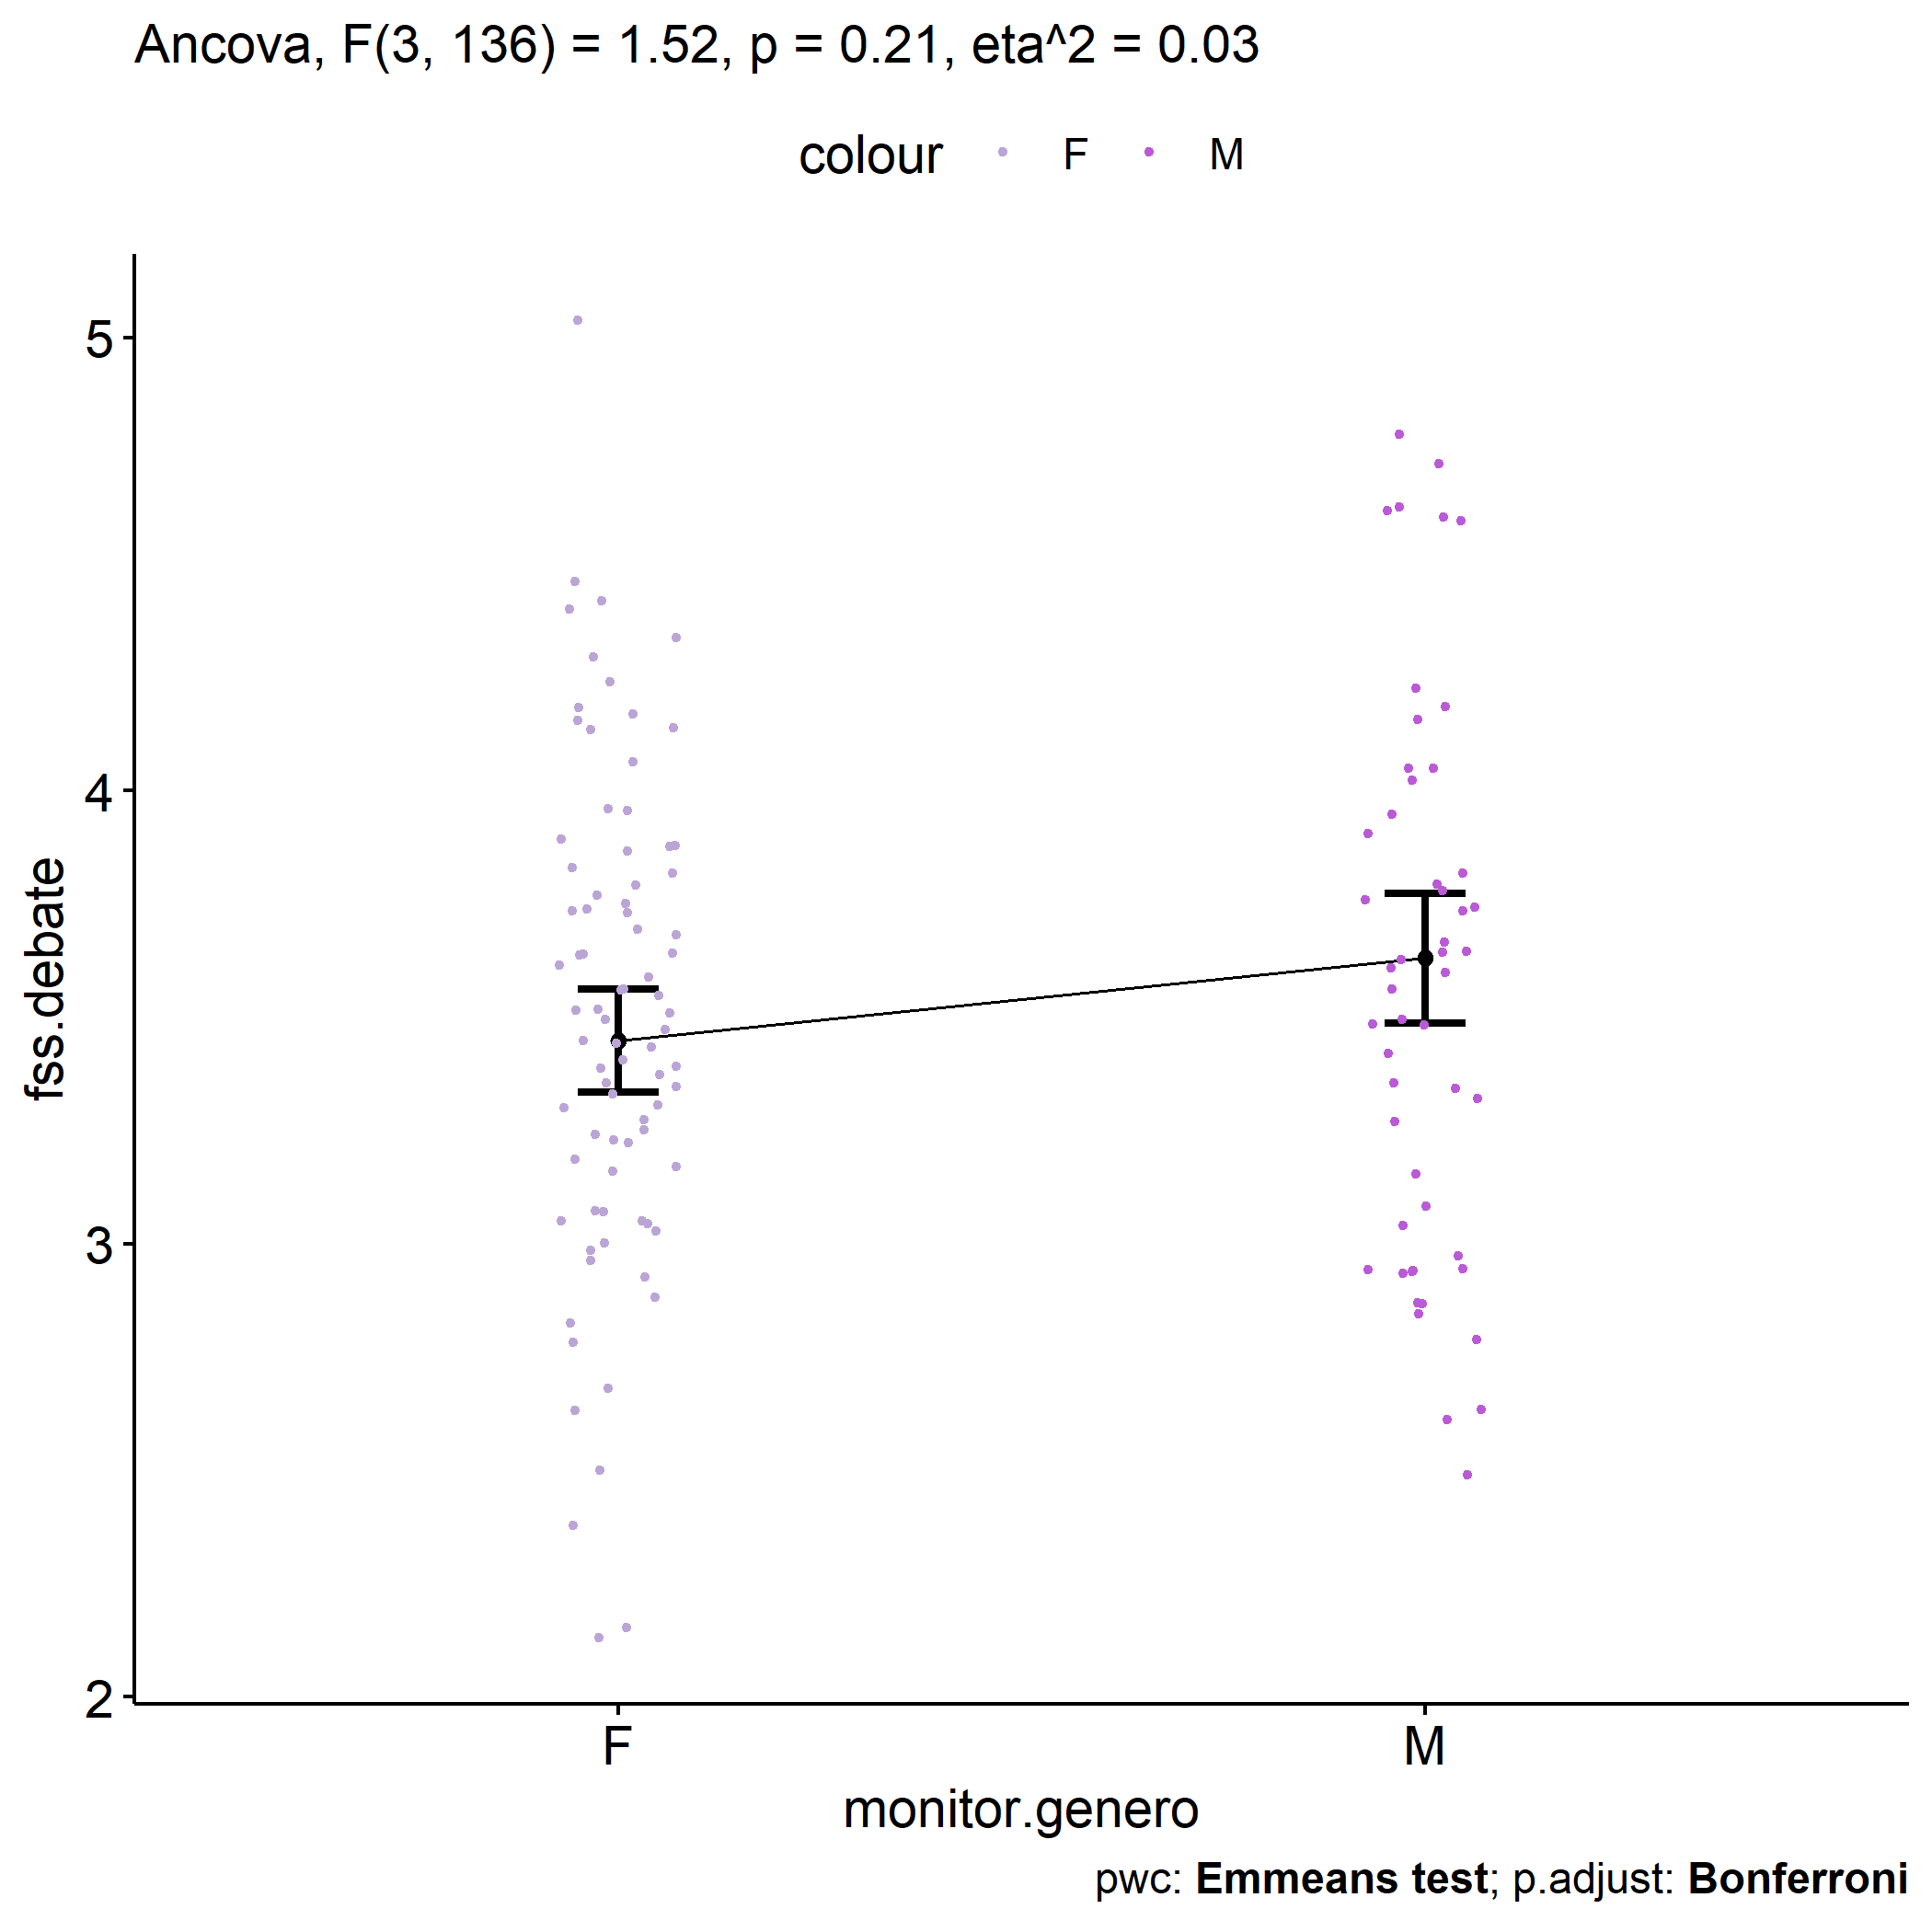 Ancova, F(3, 136) = 1.52, p = 0.21, eta^2 = 0.03
colour F M
5
4
3
2
fss.debate
F M
monitor.genero
pwc: Emmeans test; p.adjust: Bonferroni